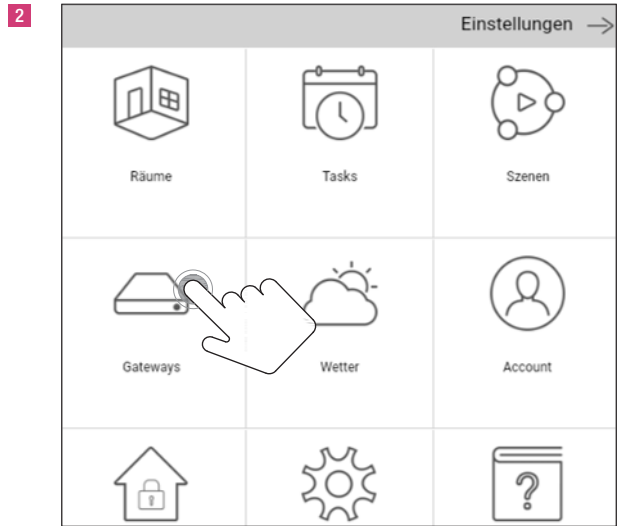 2
Einstellungen
Räume
Tasks
Szenen
Gateways
Wetter
Account